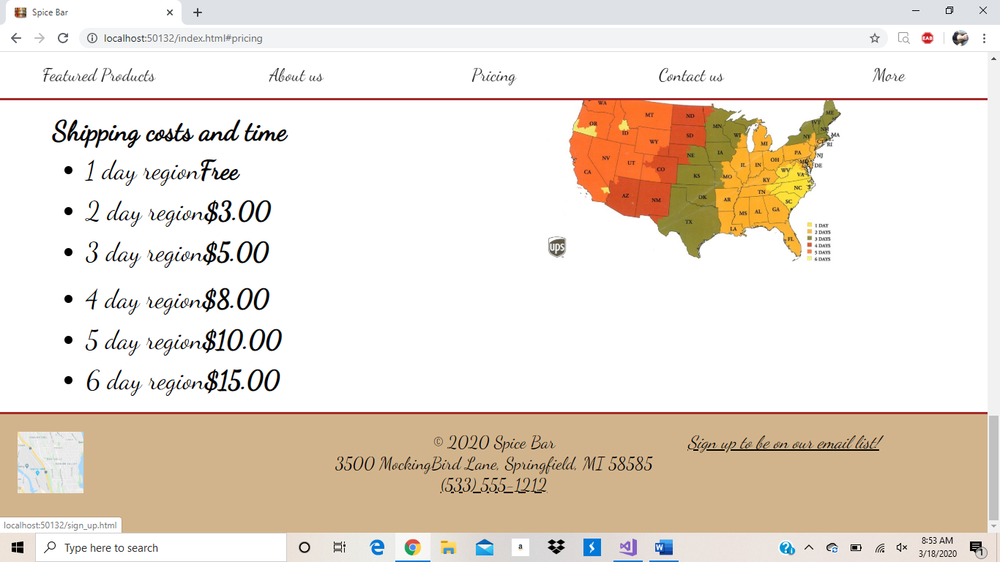 Spice Bar
localhost:50132/index.html#pricing
EAB
Featured Products About us Pricing Contact us More
Shipping costs and time
1 day regionFree
2 day region$3.00
3 day region$5.00
4 day region$8.00
5 day region$10.00
6 day region$15.00
WA
MT
ND
MN
ME
OR
ID
SD
WI
VT
NH
MA
NY
WY
MI
CT
RI
NE
IA
PA
NJ
NV
UT
CO
IL
IN
OH
MD
DE
CA
KS
MO
KY
WV
VA
AZ
NM
OK
AR
TN
NC
SC
MS
AL
GA
TX
LA
FL
ups
1 DAY
2 DAYS
3 DAYS
4 DAYS
5 DAYS
6 DAYS
© 2020 Spice Bar
3500 MockingBird Lane, Springfield, MI 58585
(533) 555-1212
Sign up to be on our email list!
localhost:50132/sign_up.html
Type here to search
a
W
8:53 AM
3/18/2020
1